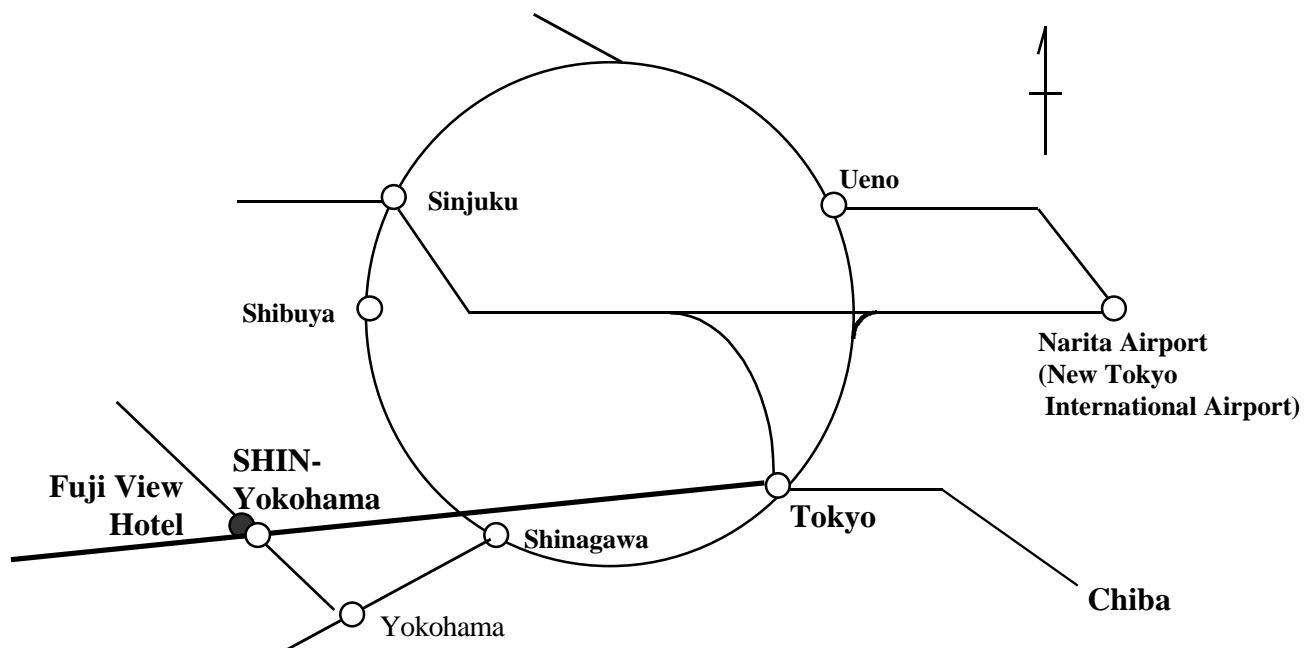 Ueno
Sinjuku
Shibuya
Narita Airport
(New Tokyo
International Airport)
SHIN-
Yokohama
Fuji View
Hotel
Tokyo
Shinagawa
Chiba
Yokohama